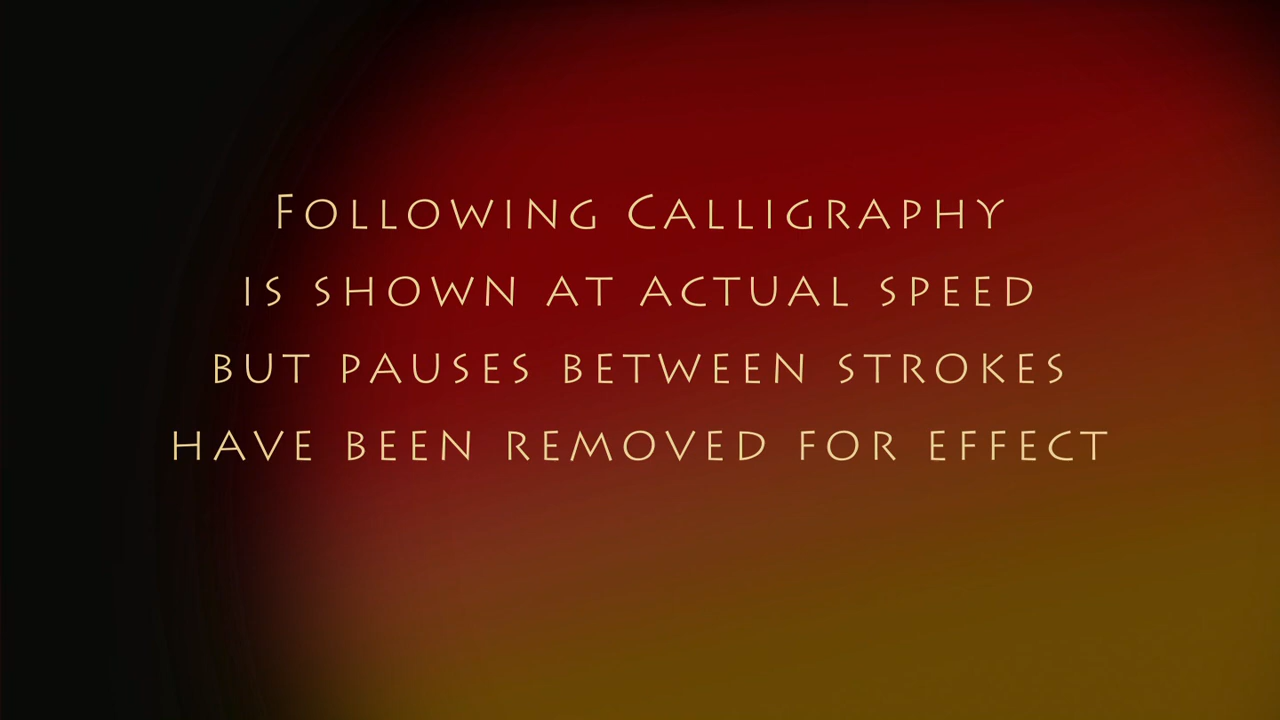 Following Calligraphy
is shown at actual speed
but pauses between strokes
have been removed for effect